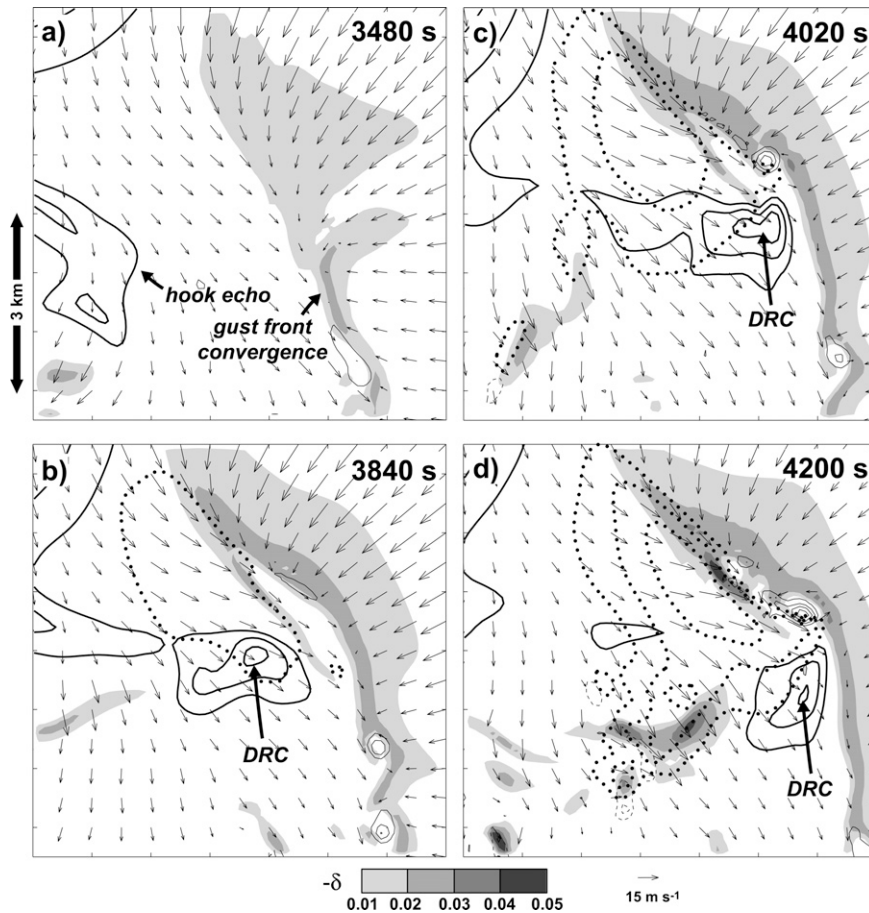 a)
3480 s
hook echo
gust front
convergence
3 km
b)
3840 s
DRC
c)
4020 s
DRC
d)
4200 s
DRC
-δ
0.01 0.02 0.03 0.04 0.05
15 m s-1